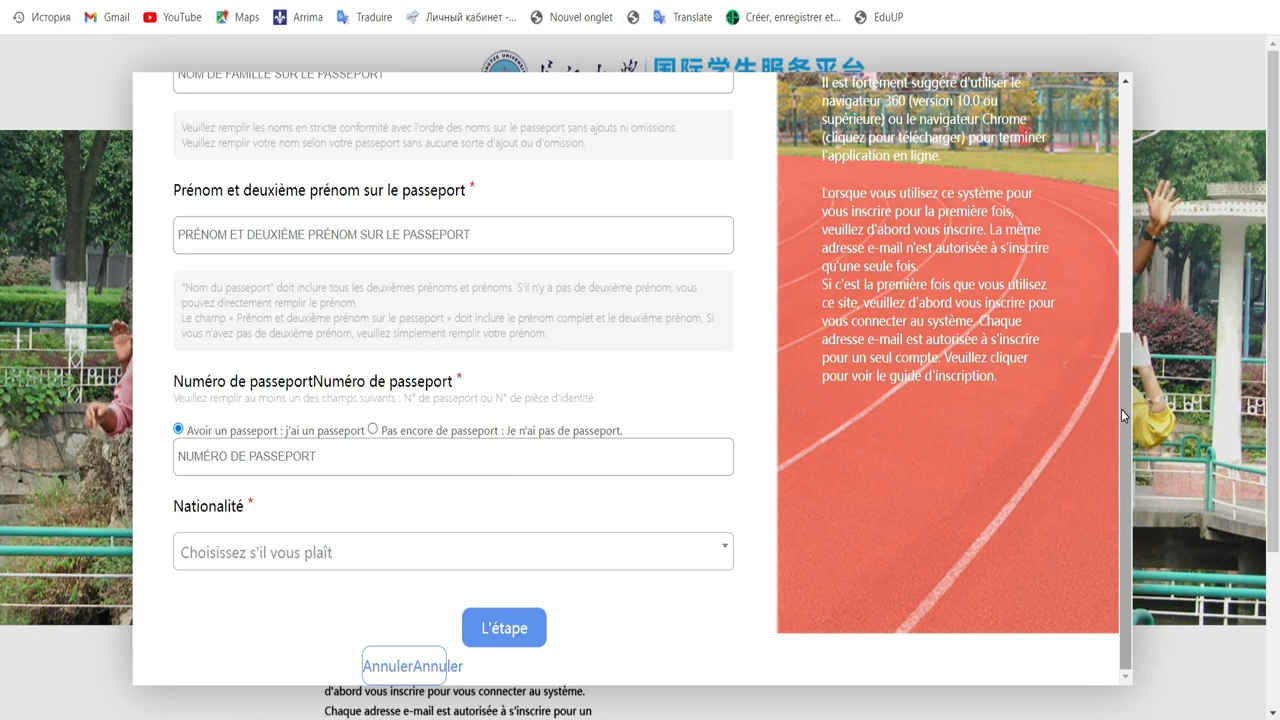 История
Gmail
YouTube
Maps
Arrima
Traduire
Личный кабинет -...
Nouvel onglet
Translate
Créer, enregistrer et...
EduUP
国际学生服务平台
NOM DE FAMILLE SUR LE PASSEPORT
Veuillez remplir les noms en stricte conformité avec l'ordre des noms sur le passeport sans ajouts ni omissions.
Veuillez remplir votre nom selon votre passeport sans aucune sorte d'ajout ou d'omission.
Prénom et deuxième prénom sur le passeport *
PRÉNOM ET DEUXIÈME PRÉNOM SUR LE PASSEPORT
"Nom du passeport" doit inclure tous les deuxièmes prénoms et prénoms. S'il n'y a pas de deuxième prénom, vous
pouvez directement remplir le prénom.
Le champ « Prénom et deuxième prénom sur le passeport » doit inclure le prénom complet et le deuxième prénom. Si
vous n'avez pas de deuxième prénom, veuillez simplement remplir votre prénom.
Numéro de passeportNuméro de passeport *
Veuillez remplir au moins un des champs suivants : N° de passeport ou N° de pièce d'identité.
Avoir un passeport : j'ai un passeport Pas encore de passeport : Je n'ai pas de passeport.
NUMÉRO DE PASSEPORT
Nationalité *
Choisissez s'il vous plaît
L'étape
AnnulerAnnuler
Il est fortement suggéré d'utiliser le
navigateur 360 (version 10.0 ou
supérieure) ou le navigateur Chrome
(cliquez pour télécharger) pour terminer
l'application en ligne.
Lorsque vous utilisez ce système pour
vous inscrire pour la première fois,
veuillez d'abord vous inscrire. La même
adresse e-mail n'est autorisée à s'inscrire
qu'une seule fois.
Si c'est la première fois que vous utilisez
ce site, veuillez d'abord vous inscrire pour
vous connecter au système. Chaque
adresse e-mail est autorisée à s'inscrire
pour un seul compte. Veuillez cliquer
pour voir le guide d'inscription.
d'abord vous inscrire pour vous connecter au système.
Chaque adresse e-mail est autorisée à s'inscrire pour un